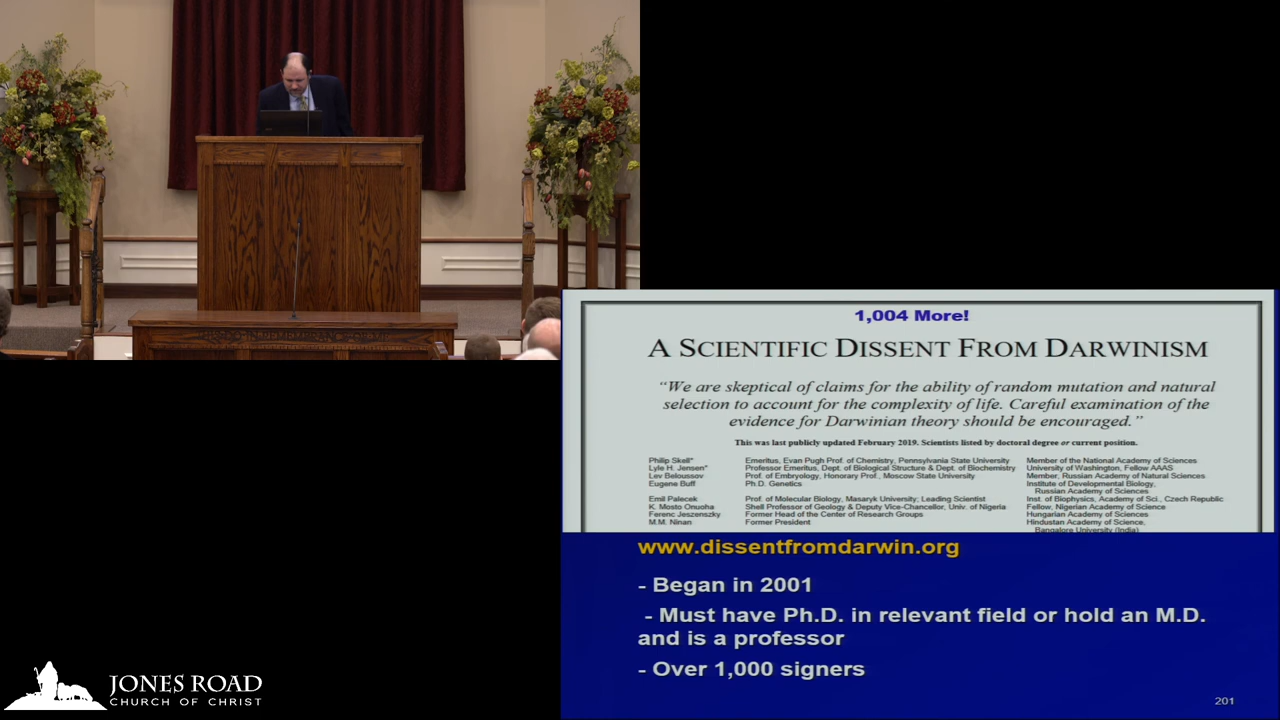 1,004 More!
A SCIENTIFIC DISSENT FROM DARWINISM
“We are skeptical of claims for the ability of random mutation and natural
selection to account for the complexity of life. Careful examination of the
evidence for Darwinian theory should be encouraged.”
This was last publicly updated February 2019. Scientists listed by doctoral degree or current position.
Philip Skell* Emeritus, Evan Pugh Prof. of Chemistry, Pennsylvania State University Member of the National Academy of Sciences
Lyle H. Jensen* Professor Emeritus, Dept. of Biological Structure & Dept. of Biochemistry University of Washington, Fellow AAAS
Lev Beloussov Prof. of Embryology, Honorary Prof., Moscow State University Member, Russian Academy of Natural Sciences
Eugene Buff Ph.D. Genetics Institute of Developmental Biology,
Russian Academy of Sciences
Emil Palecek Prof. of Molecular Biology, Masaryk University; Leading Scientist Inst. of Biophysics, Academy of Sci., Czech Republic
K. Mosto Onuoha Shell Professor of Geology & Deputy Vice-Chancellor, Univ. of Nigeria Fellow, Nigerian Academy of Science
Ferenc Jeszenszky Former Head of the Center of Research Groups Hungarian Academy of Sciences
M.M. Ninan Former President Hindustan Academy of Science,
Bangalore University (India),
www.dissentfromdarwin.org
- Began in 2001
- Must have Ph.D. in relevant field or hold an M.D.
and is a professor
- Over 1,000 signers
201
JONES ROAD
CHURCH OF CHRIST